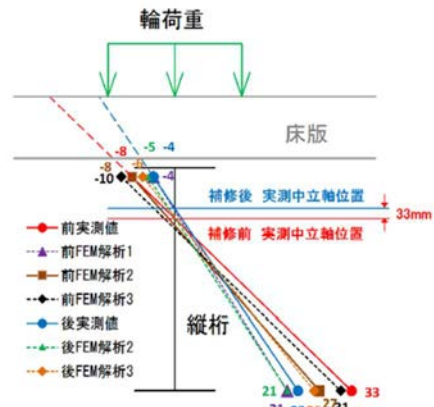 輪荷重
床版
-8
-5
-4
-8
-6
-10
-4
補修後 実測中立軸位置
33mm
補修前 実測中立軸位置
前実測値
前FEM解析1
前FEM解析2
前FEM解析3
後実測値
後FEM解析2
後FEM解析3
縦桁
21
33
27
31